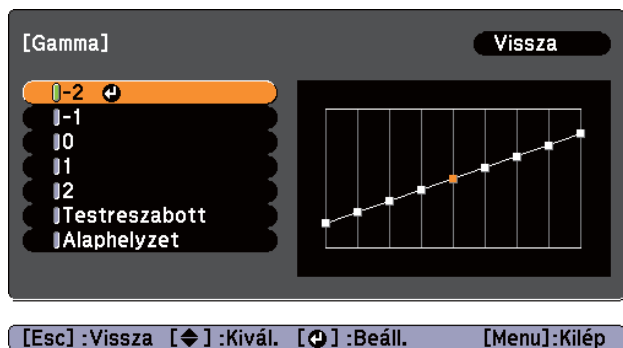 [Gamma]
Vissza
-2
-1
0
1
2
Testreszabott
Alaphelyzet
[Esc] :Vissza [◆] :Kivál. [↵] :Beáll. [Menu]:Kilép